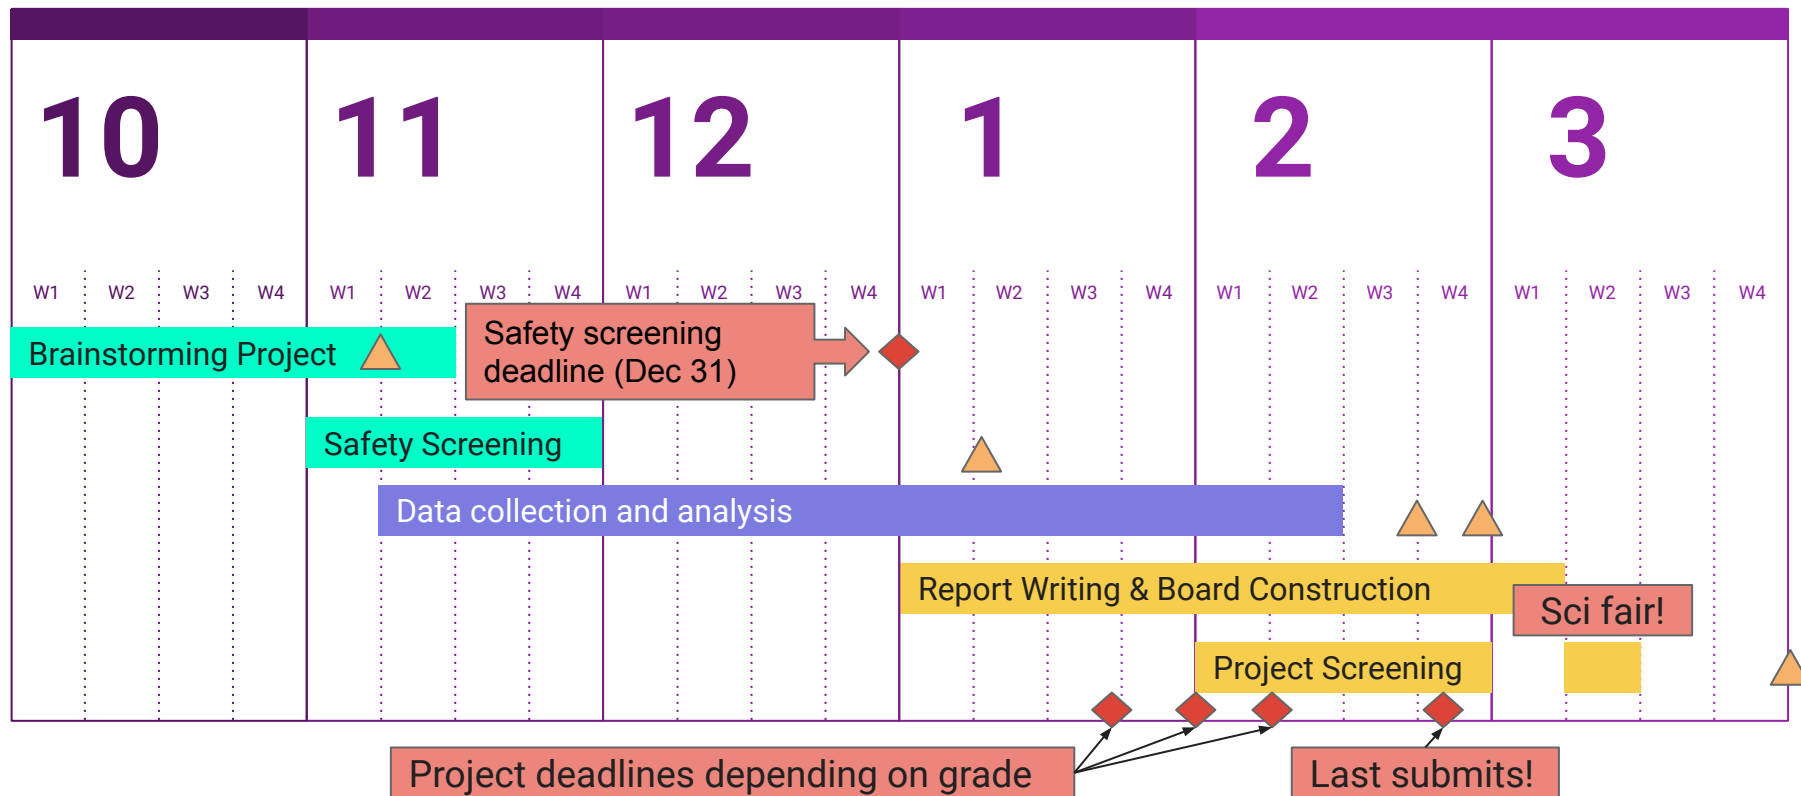 10 11 12 1 2 3
W1 W2 W3 W4 W1 W2 W3 W4 W1 W2 W3 W4 W1 W2 W3 W4 W1 W2 W3 W4 W1 W2 W3 W4
Brainstorming Project
Safety screening
deadline (Dec 31)
Safety Screening
Data collection and analysis
Report Writing & Board Construction
Sci fair!
Project Screening
Project deadlines depending on grade
Last submits!